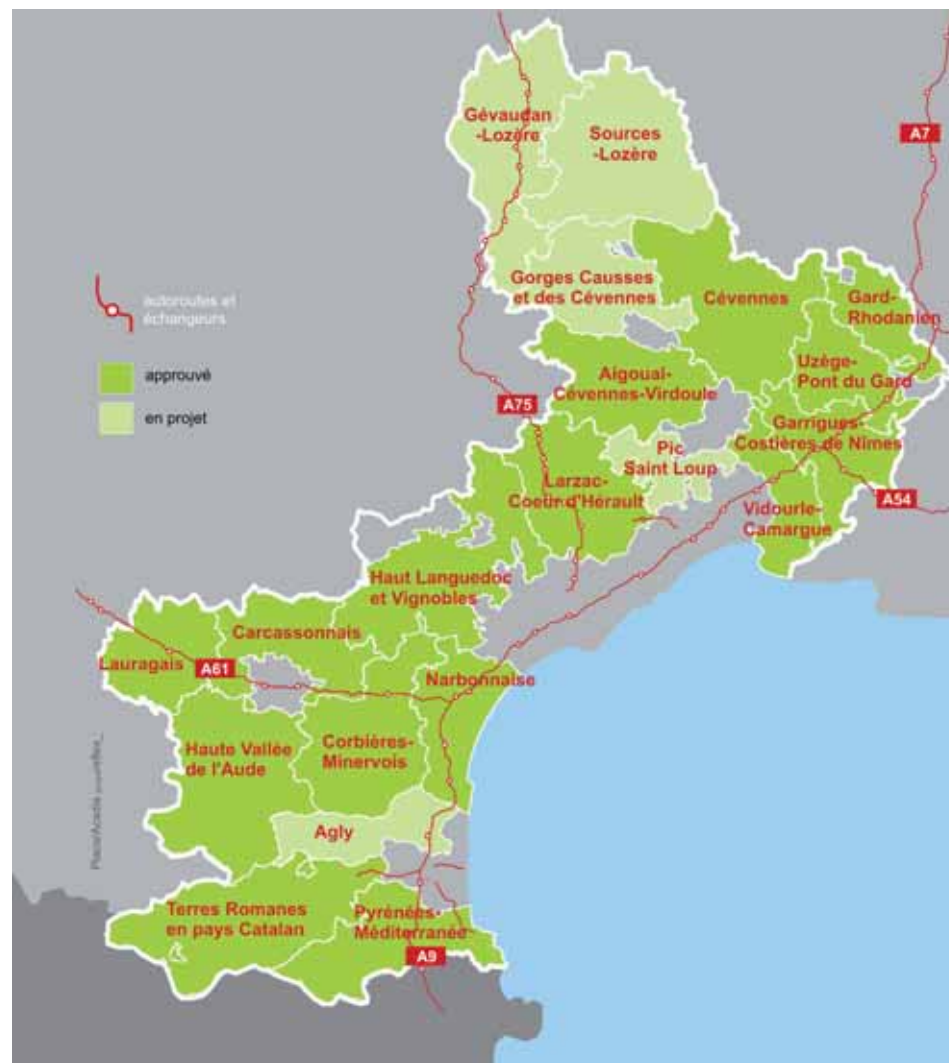 Gévaudan
-Lozère
Sources
-Lozère
A7
Gorges Causses
et des Cévennes
Cévennes
Gard-
Rhodanien
autoroutes et
échangeurs
approuvé
en projet
Aigoual-
Cévennes-Virdoule
Uzège-
Pont du Gard
A75
Garrigues-
Costières de Nîmes
Pic
Saint Loup
Larzac-
Coeur d'Hérault
A54
Vidourle-
Camargue
Haut Languedoc
et Vignobles
Carcassonnais
Lauragais
A61
Narbonnaise
Haute Vallée
de l'Aude
Corbières-
Minervois
Agly
Terres Romanes
en pays Catalan
Pyrénées-
Méditerranée
A9